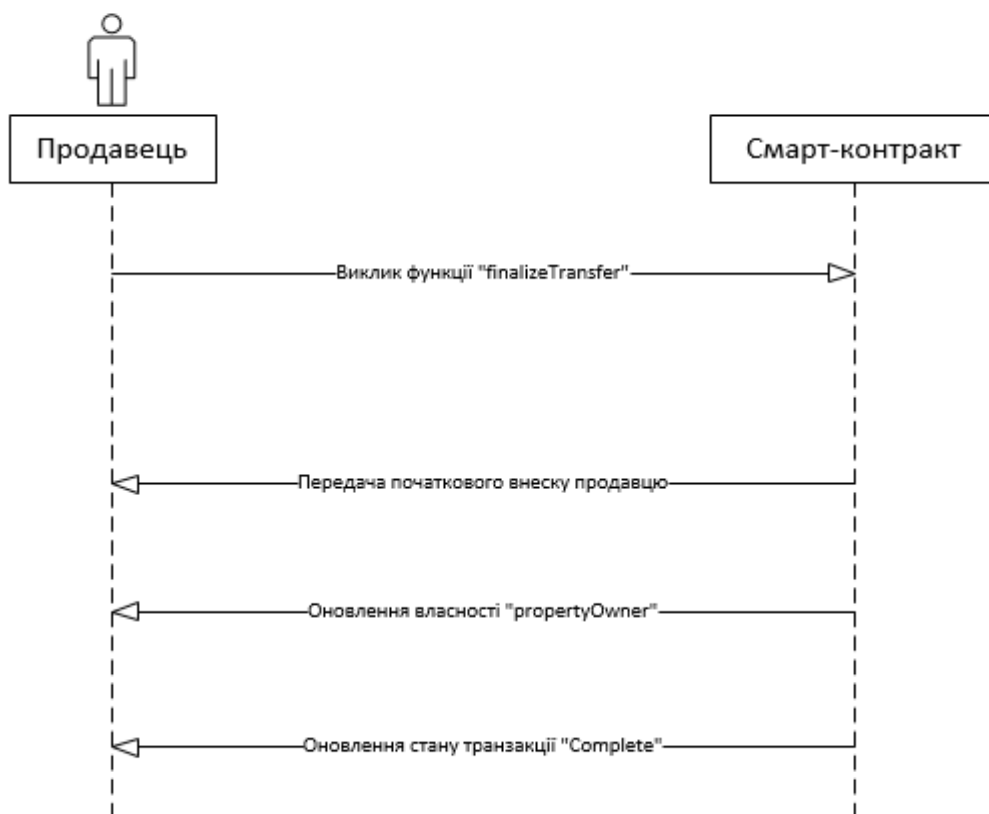 Продавець
Смарт-контракт
Виклик функції "finalizeTransfer"
Передача початкового внеску продавцю
Оновлення власності "propertyOwner"
Оновлення стану транзакції "Complete"